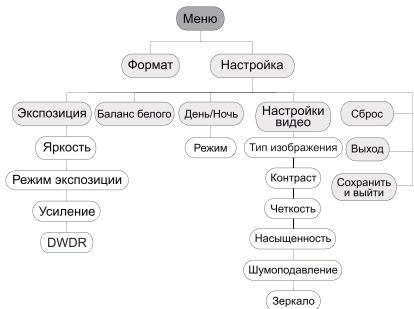 Меню
Формат
Настройка
Экспозиция
Баланс белого
День/Ночь
Настройки
видео
Сброс
Яркость
Режим
Тип изображения
Выход
Режим экспозиции
Контраст
Сохранить
и выйти
Усиление
Четкость
DWDR
Насыщенность
Шумоподавление
Зеркало